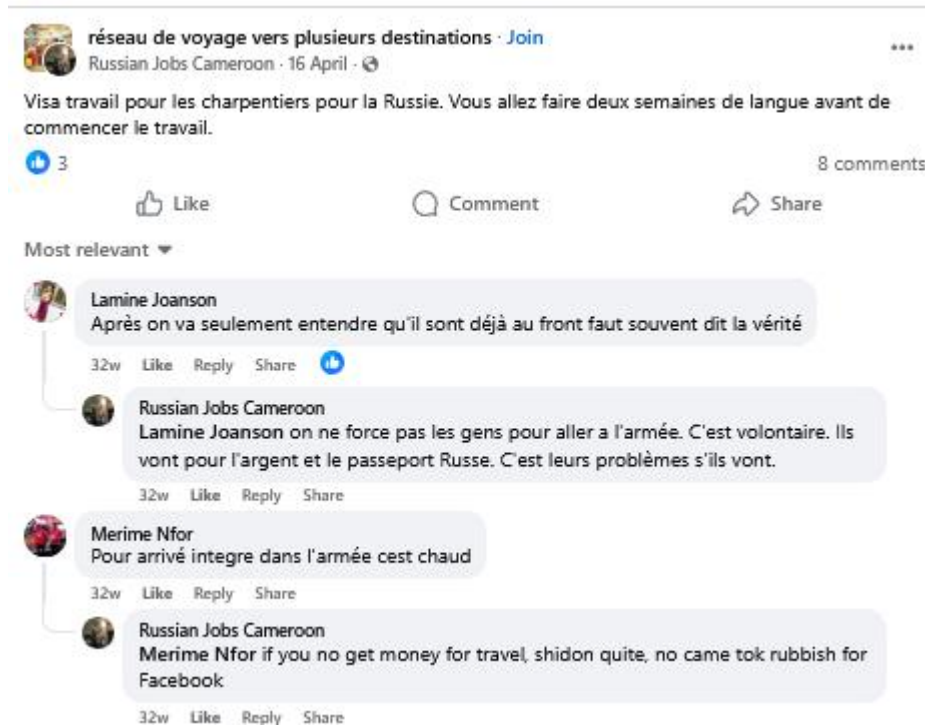 réseau de voyage vers plusieurs destinations · Join
Russian Jobs Cameroon · 16 April ·
Visa travail pour les charpentiers pour la Russie. Vous allez faire deux semaines de langue avant de
commencer le travail.
3
8 comments
Like
Comment
Share
Most relevant
Lamine Joanson
Après on va seulement entendre qu'il sont déjà au front faut souvent dit la vérité
32w Like Reply Share
Russian Jobs Cameroon
Lamine Joanson on ne force pas les gens pour aller a l'armée. C'est volontaire. Ils
vont pour l'argent et le passeport Russe. C'est leurs problèmes s'ils vont.
32w Like Reply Share
Merime Nfor
Pour arrivé integre dans l'armée cest chaud
32w Like Reply Share
Russian Jobs Cameroon
Merime Nfor if you no get money for travel, shidon quite, no came tok rubbish for
Facebook
32w Like Reply Share